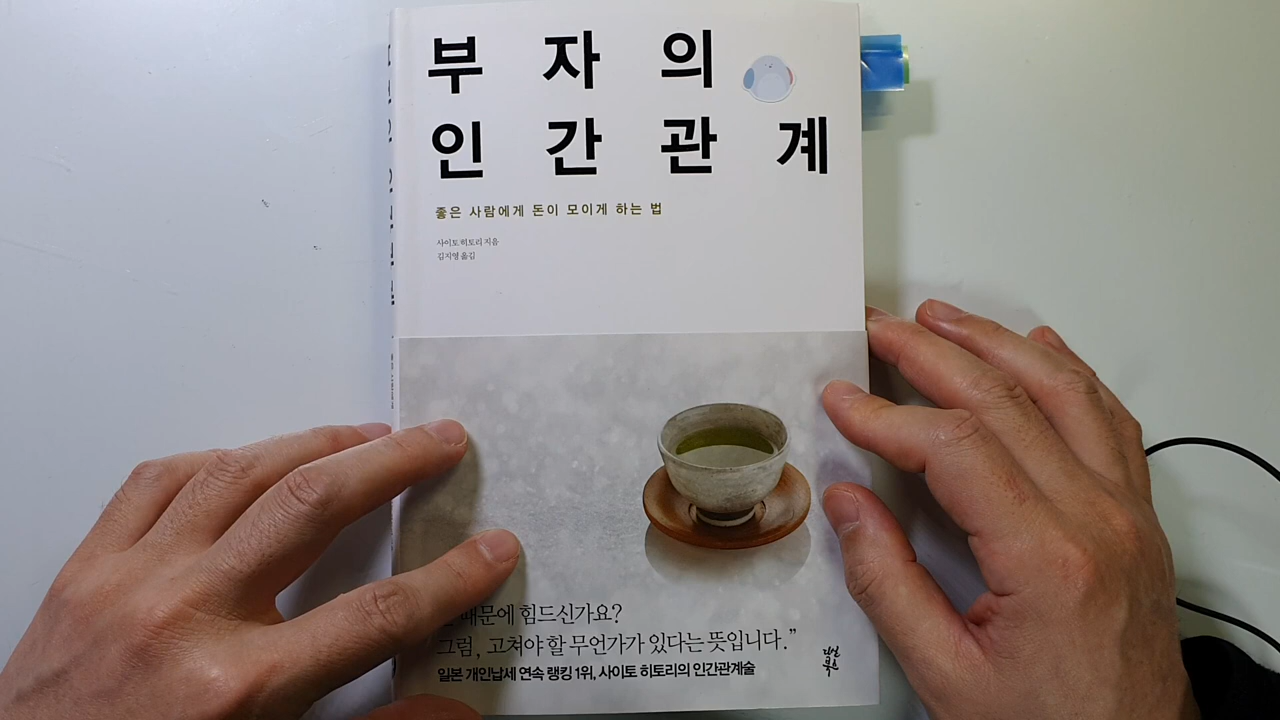 부자의
인간관계
좋은 사람에게 돈이 모이게 하는 법
사이토 히토리 지음
김지영 옮김
때문에 힘드신가요?
그럼, 고쳐야 할 무언가가 있다는 뜻입니다.”
일본 개인납세 연속 랭킹 1위, 사이토 히토리의 인간관계술
다산
북스